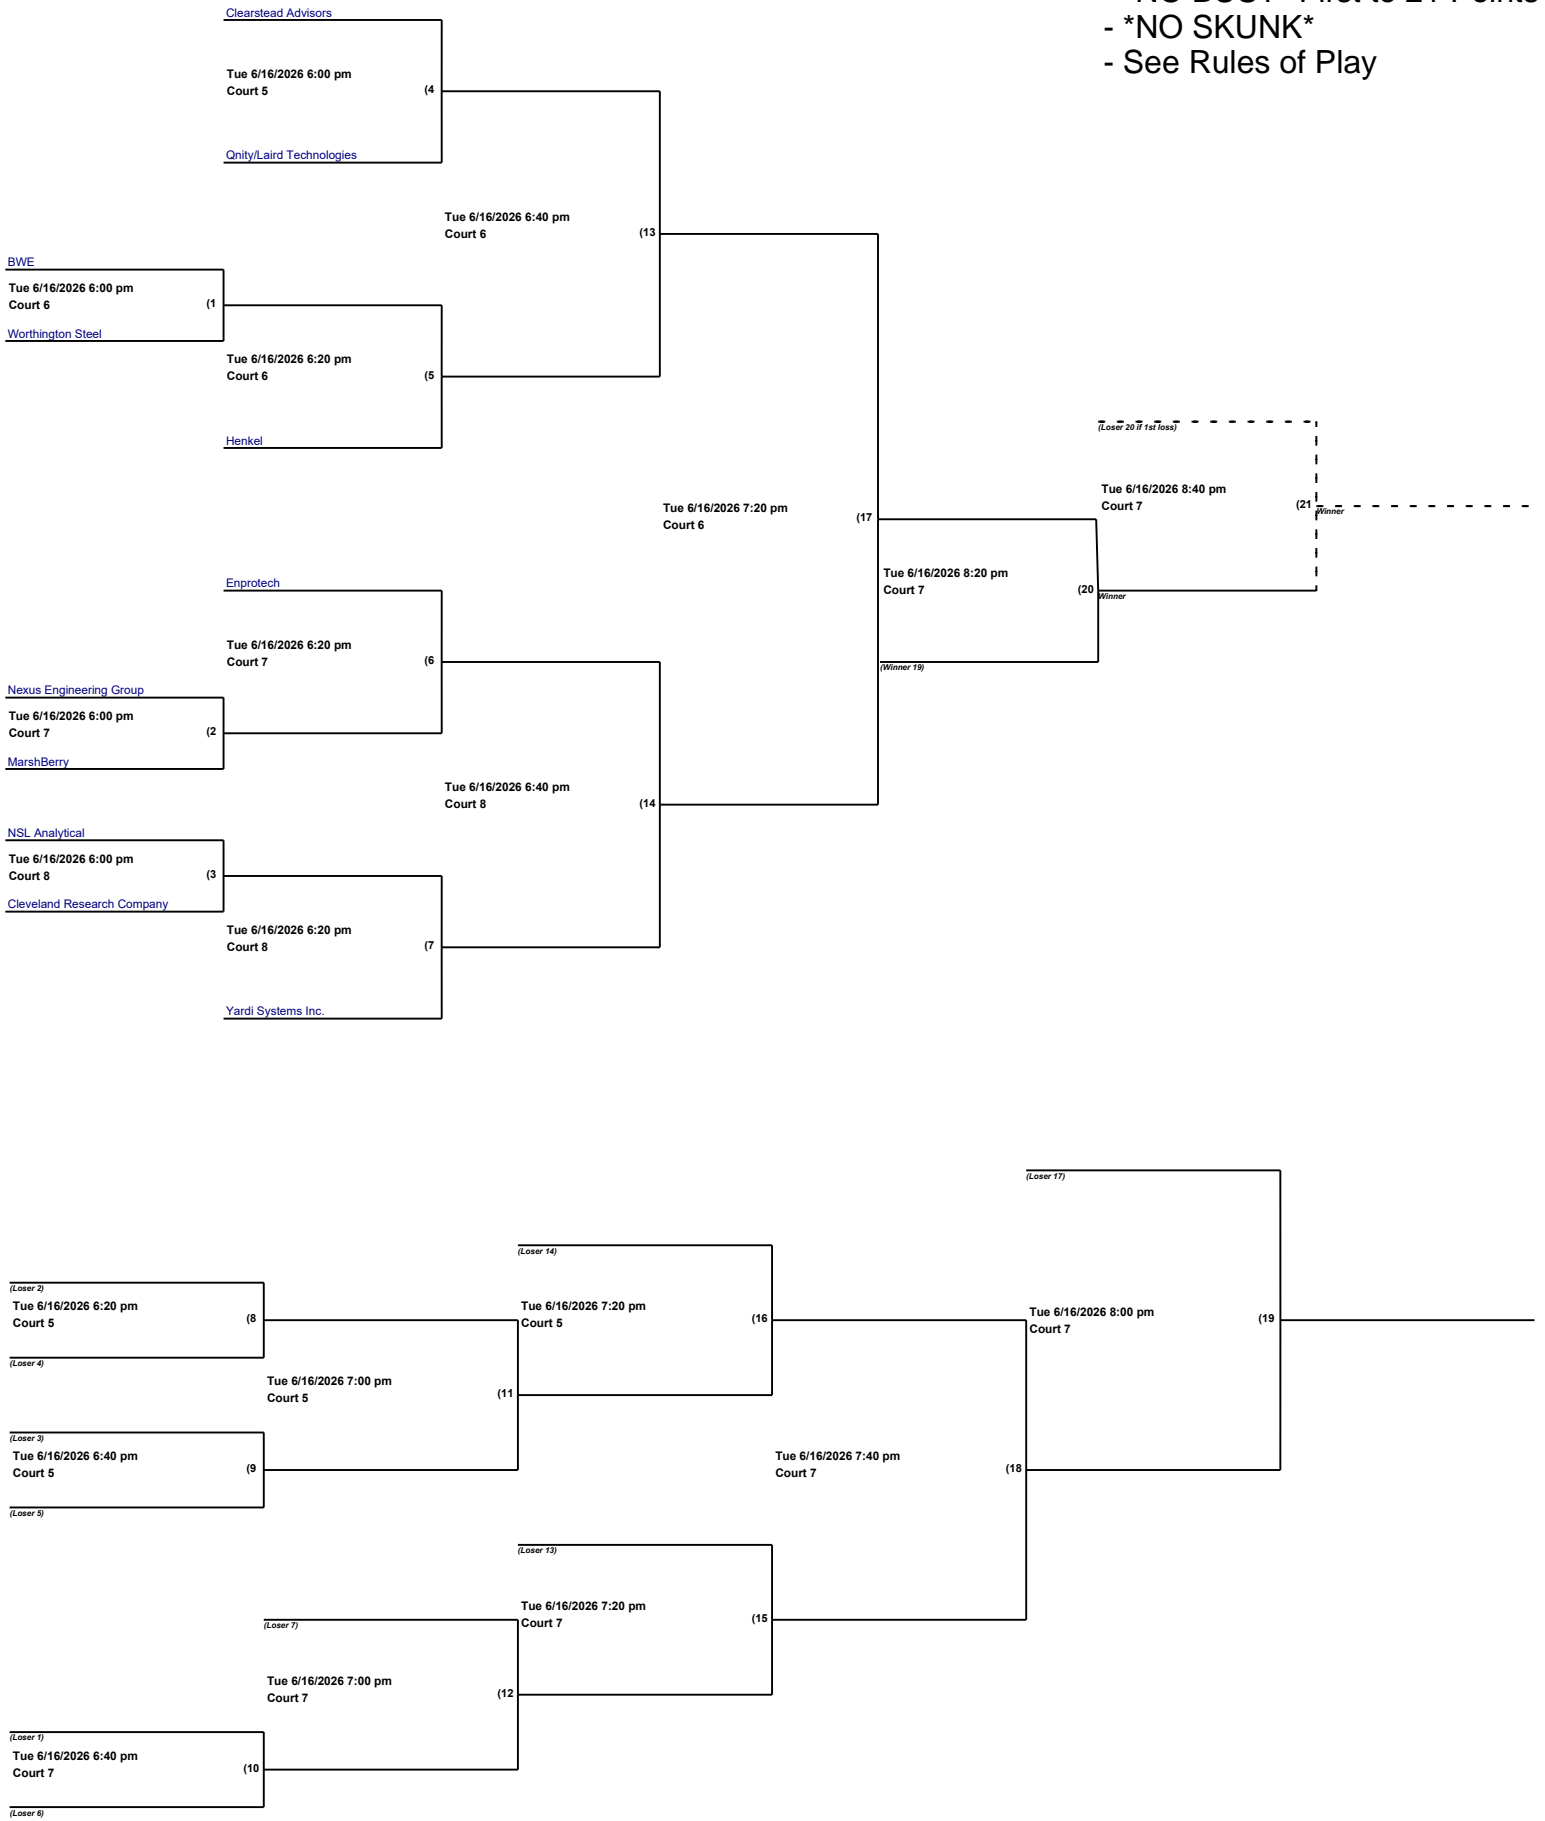 - *NO SKUNK*
- See Rules of Play
Clearstead Advisors
Tue 6/16/2026 6:00 pm
Court 5
(4
Qnity/Laird Technologies
Tue 6/16/2026 6:40 pm
Court 6
(13
BWE
Tue 6/16/2026 6:00 pm
Court 6
(1
Worthington Steel
Tue 6/16/2026 6:20 pm
Court 6
(5
Henkel
(Loser 20 if 1st loss)
Tue 6/16/2026 8:40 pm
Court 7
(21
Winner
Tue 6/16/2026 7:20 pm
Court 6
(17
Tue 6/16/2026 8:20 pm
Court 7
(20
Winner
(Winner 19)
Enprotech
Tue 6/16/2026 6:20 pm
Court 7
(6
Nexus Engineering Group
Tue 6/16/2026 6:00 pm
Court 7
(2
MarshBerry
Tue 6/16/2026 6:40 pm
Court 8
(14
NSL Analytical
Tue 6/16/2026 6:00 pm
Court 8
(3
Cleveland Research Company
Tue 6/16/2026 6:20 pm
Court 8
(7
Yardi Systems Inc.
(Loser 17)
(Loser 14)
(Loser 2)
Tue 6/16/2026 6:20 pm
Court 5
(8
(Loser 4)
Tue 6/16/2026 7:20 pm
Court 5
(16
Tue 6/16/2026 8:00 pm
Court 7
(19
Tue 6/16/2026 7:00 pm
Court 5
(11
(Loser 3)
Tue 6/16/2026 6:40 pm
Court 5
(9
(Loser 5)
Tue 6/16/2026 7:40 pm
Court 7
(18
(Loser 13)
Tue 6/16/2026 7:20 pm
Court 7
(15
(Loser 7)
Tue 6/16/2026 7:00 pm
Court 7
(12
(Loser 1)
Tue 6/16/2026 6:40 pm
Court 7
(10
(Loser 6)